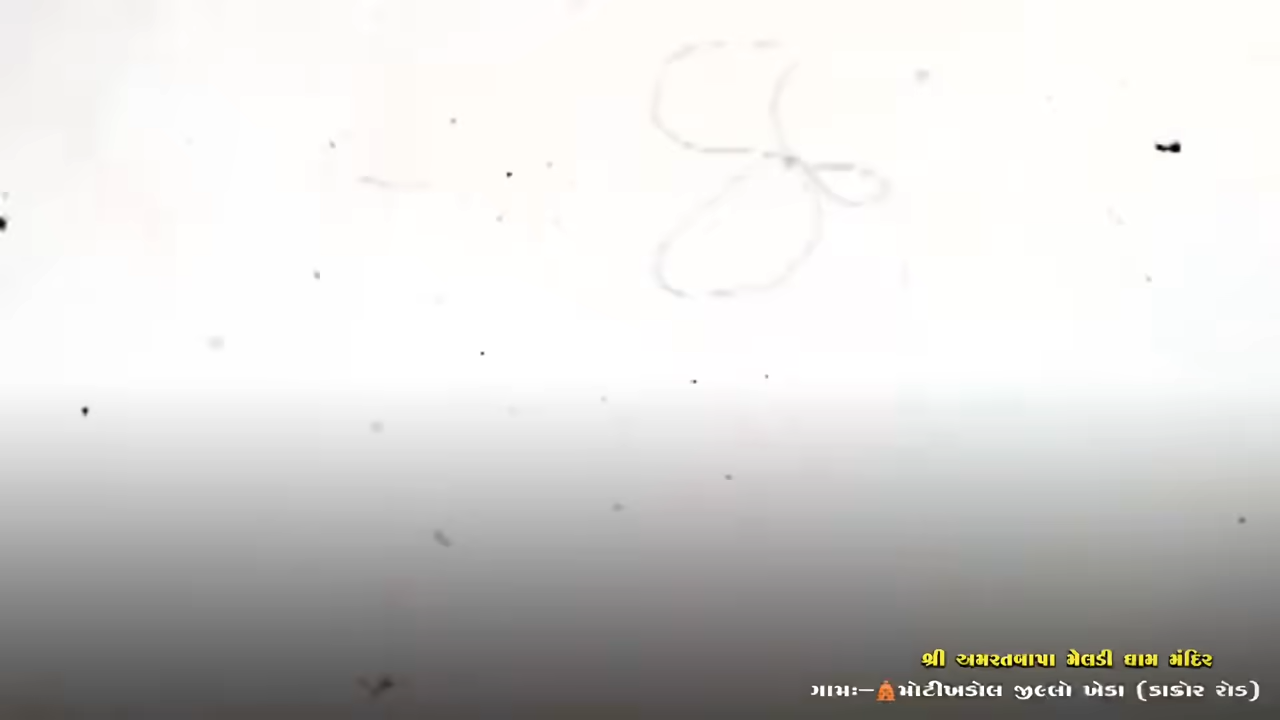 શ્રી અમરતબાપા મેલડી ધામ મંદિર
ગામઃ-🛕મોટીખડોલ જીલ્લો ખેડા (ડાકોર રોડ)